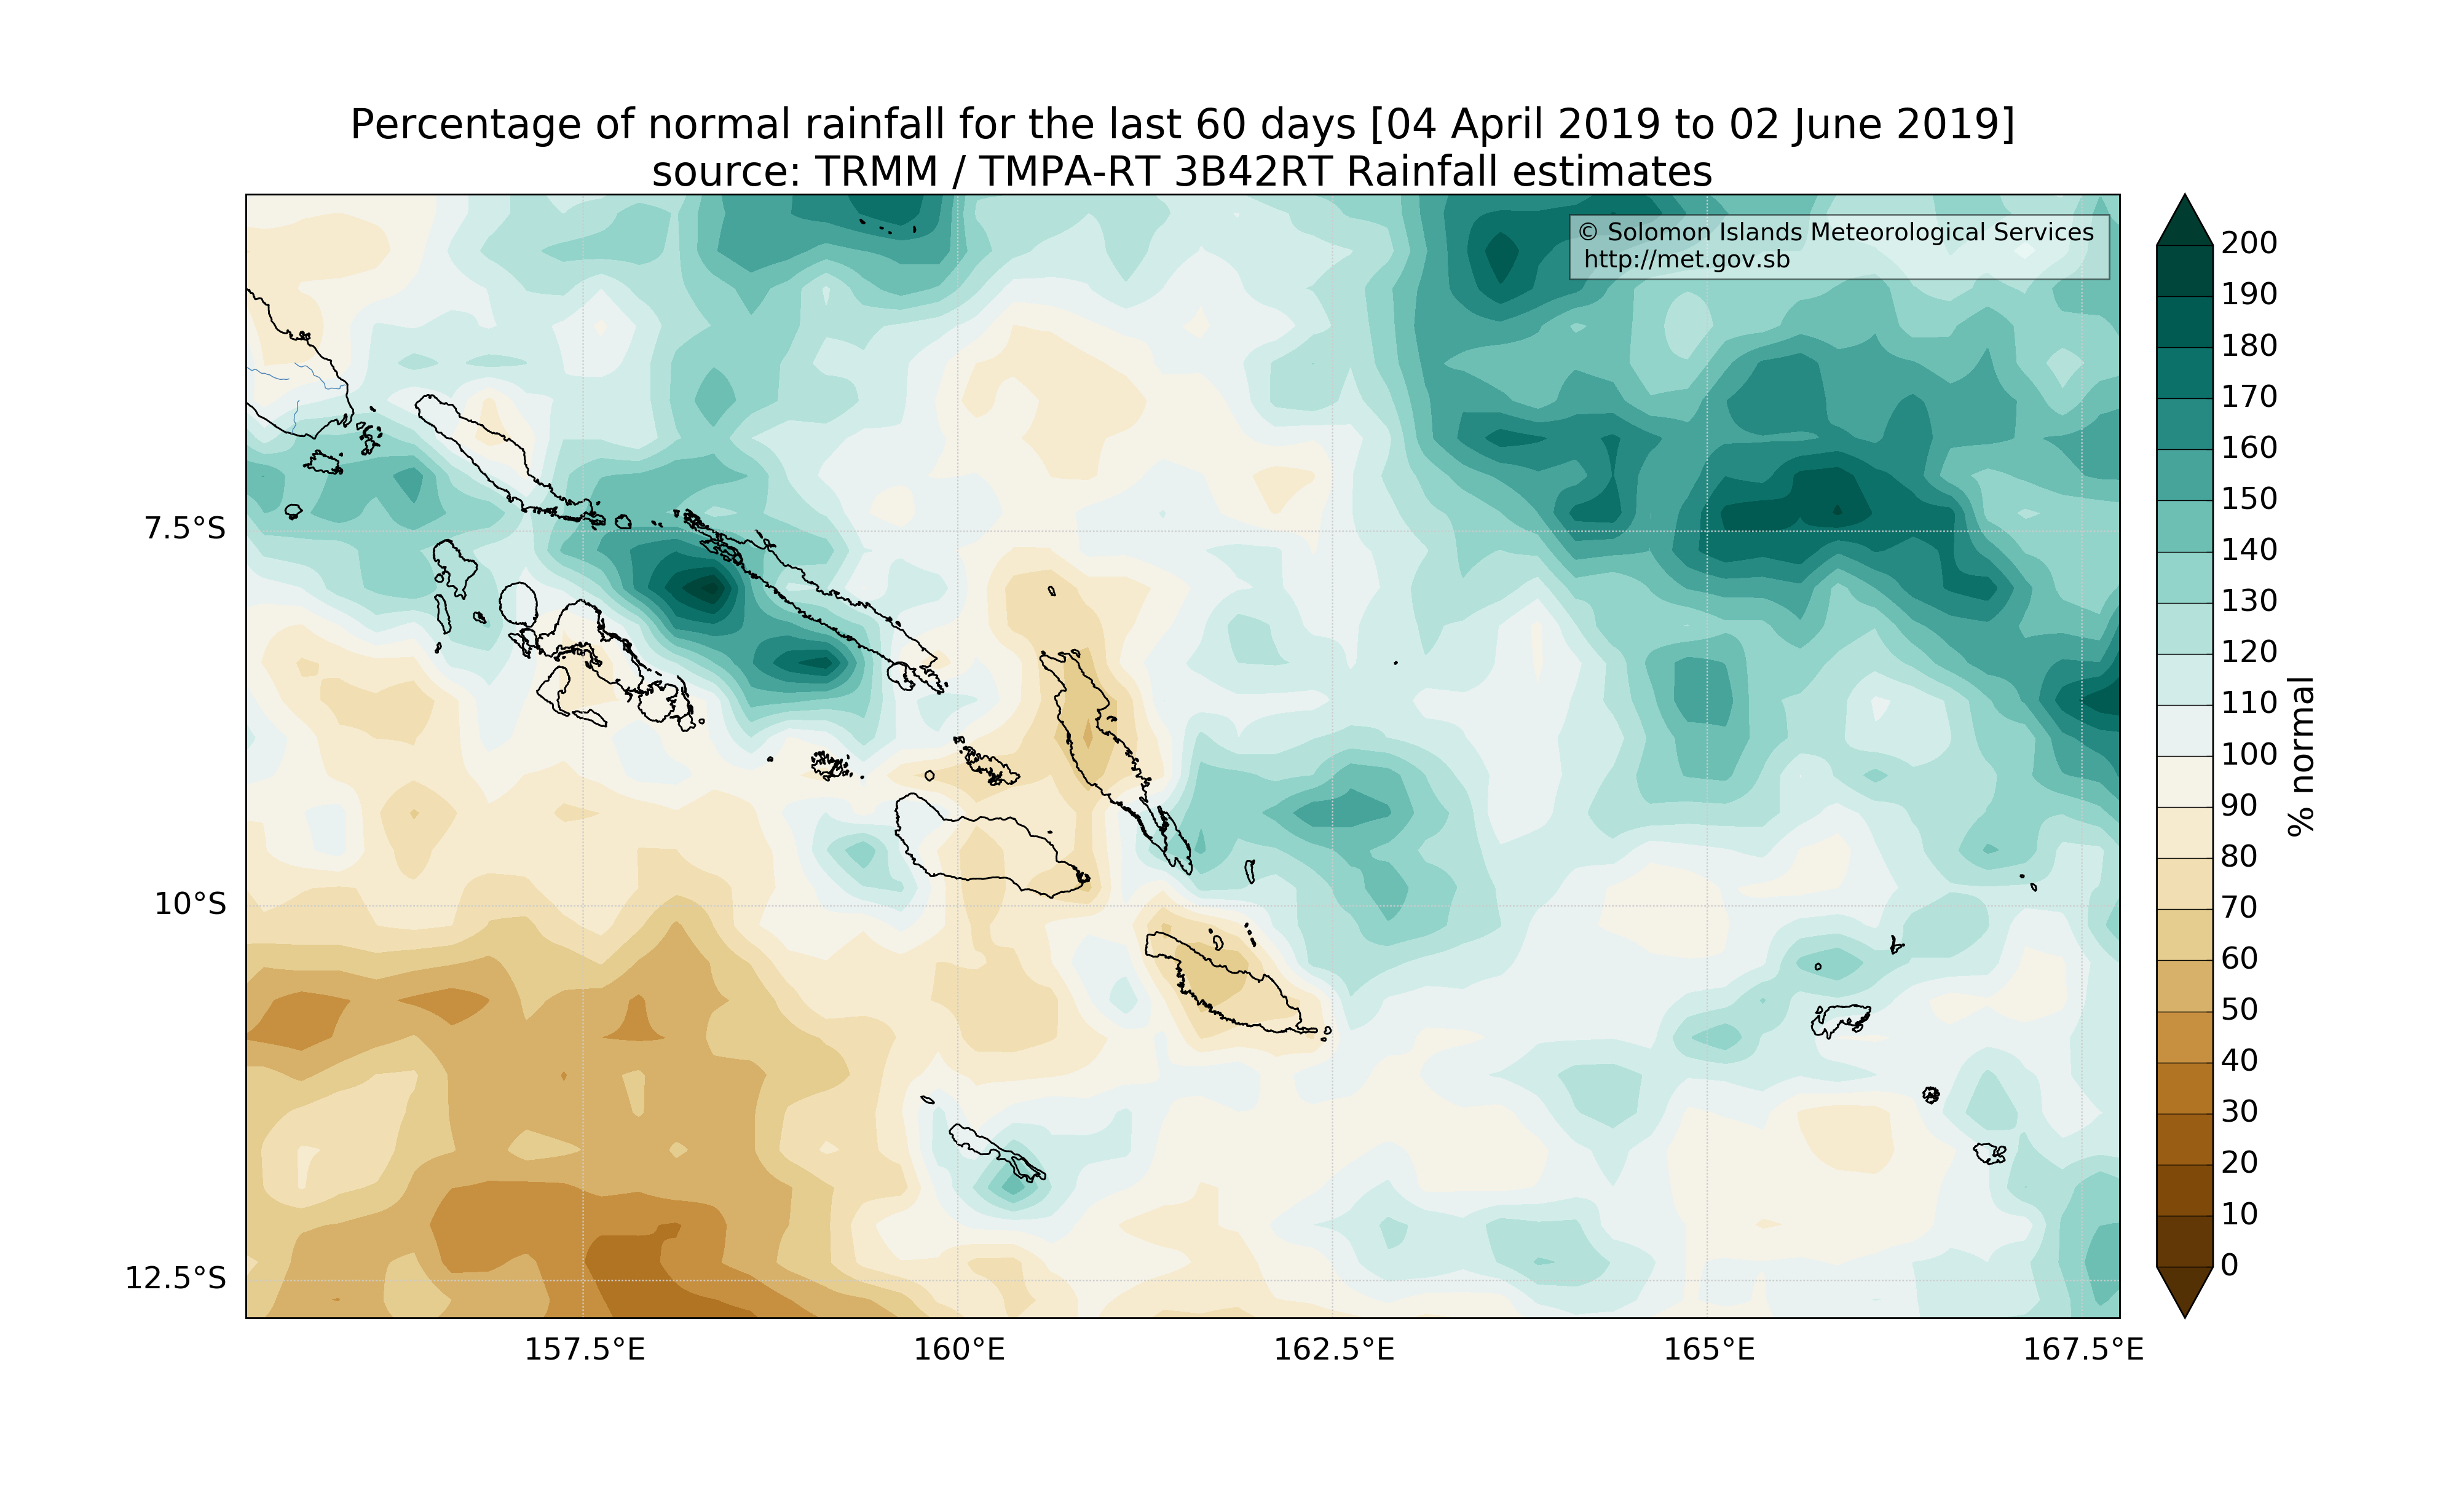 Percentage of normal rainfall for the last 60 days [04 April 2019 to 02 June 2019]
source: TRMM / TMPA-RT 3B42RT Rainfall estimates
© Solomon Islands Meteorological Services
http://met.gov.sb
7.5°S
10°S
12.5°S
157.5°E
160°E
162.5°E
165°E
167.5°E
200
190
180
170
160
150
140
130
120
110
100
90
80
70
60
50
40
30
20
10
0
% normal